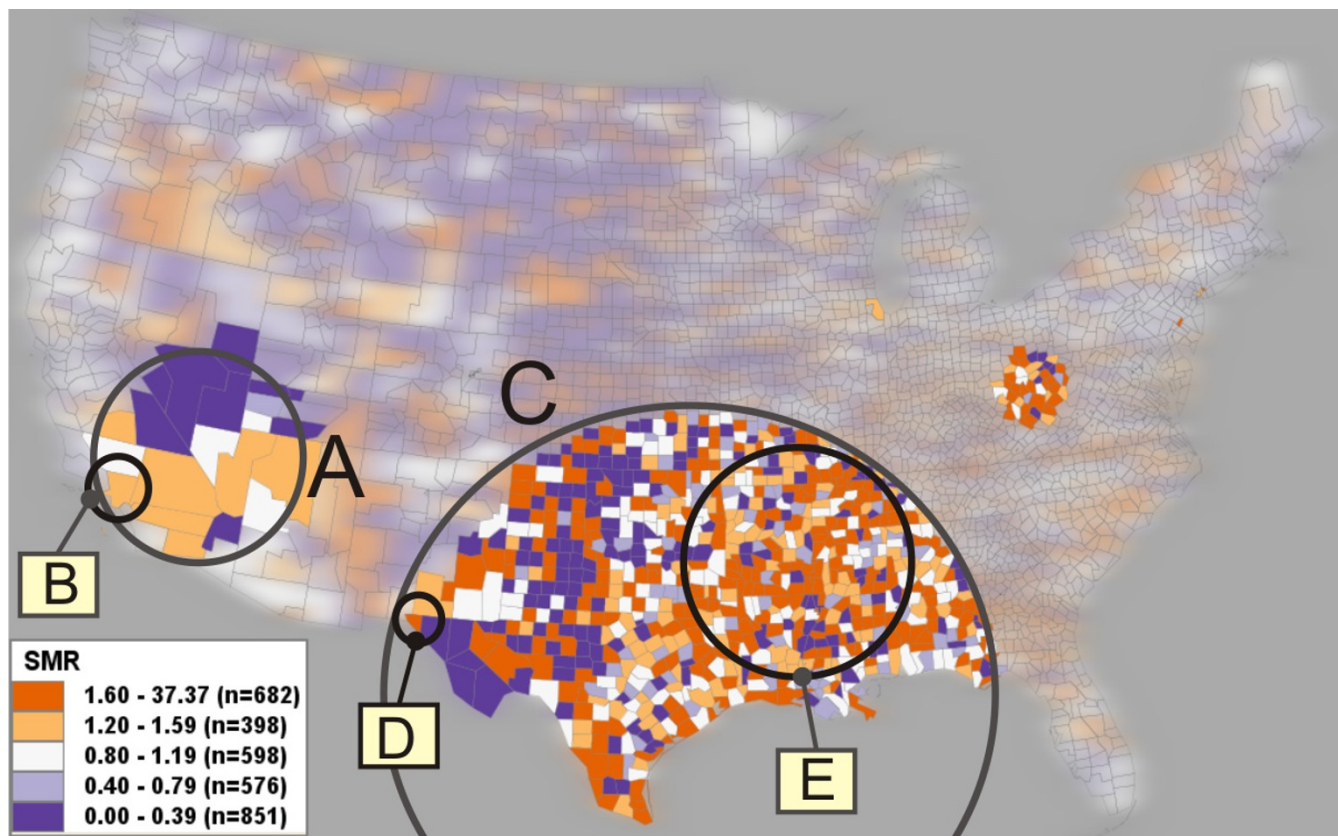 C
A
B
D
E
SMR
1.60 - 37.37 (n=682)
1.20 - 1.59 (n=398)
0.80 - 1.19 (n=598)
0.40 - 0.79 (n=576)
0.00 - 0.39 (n=851)